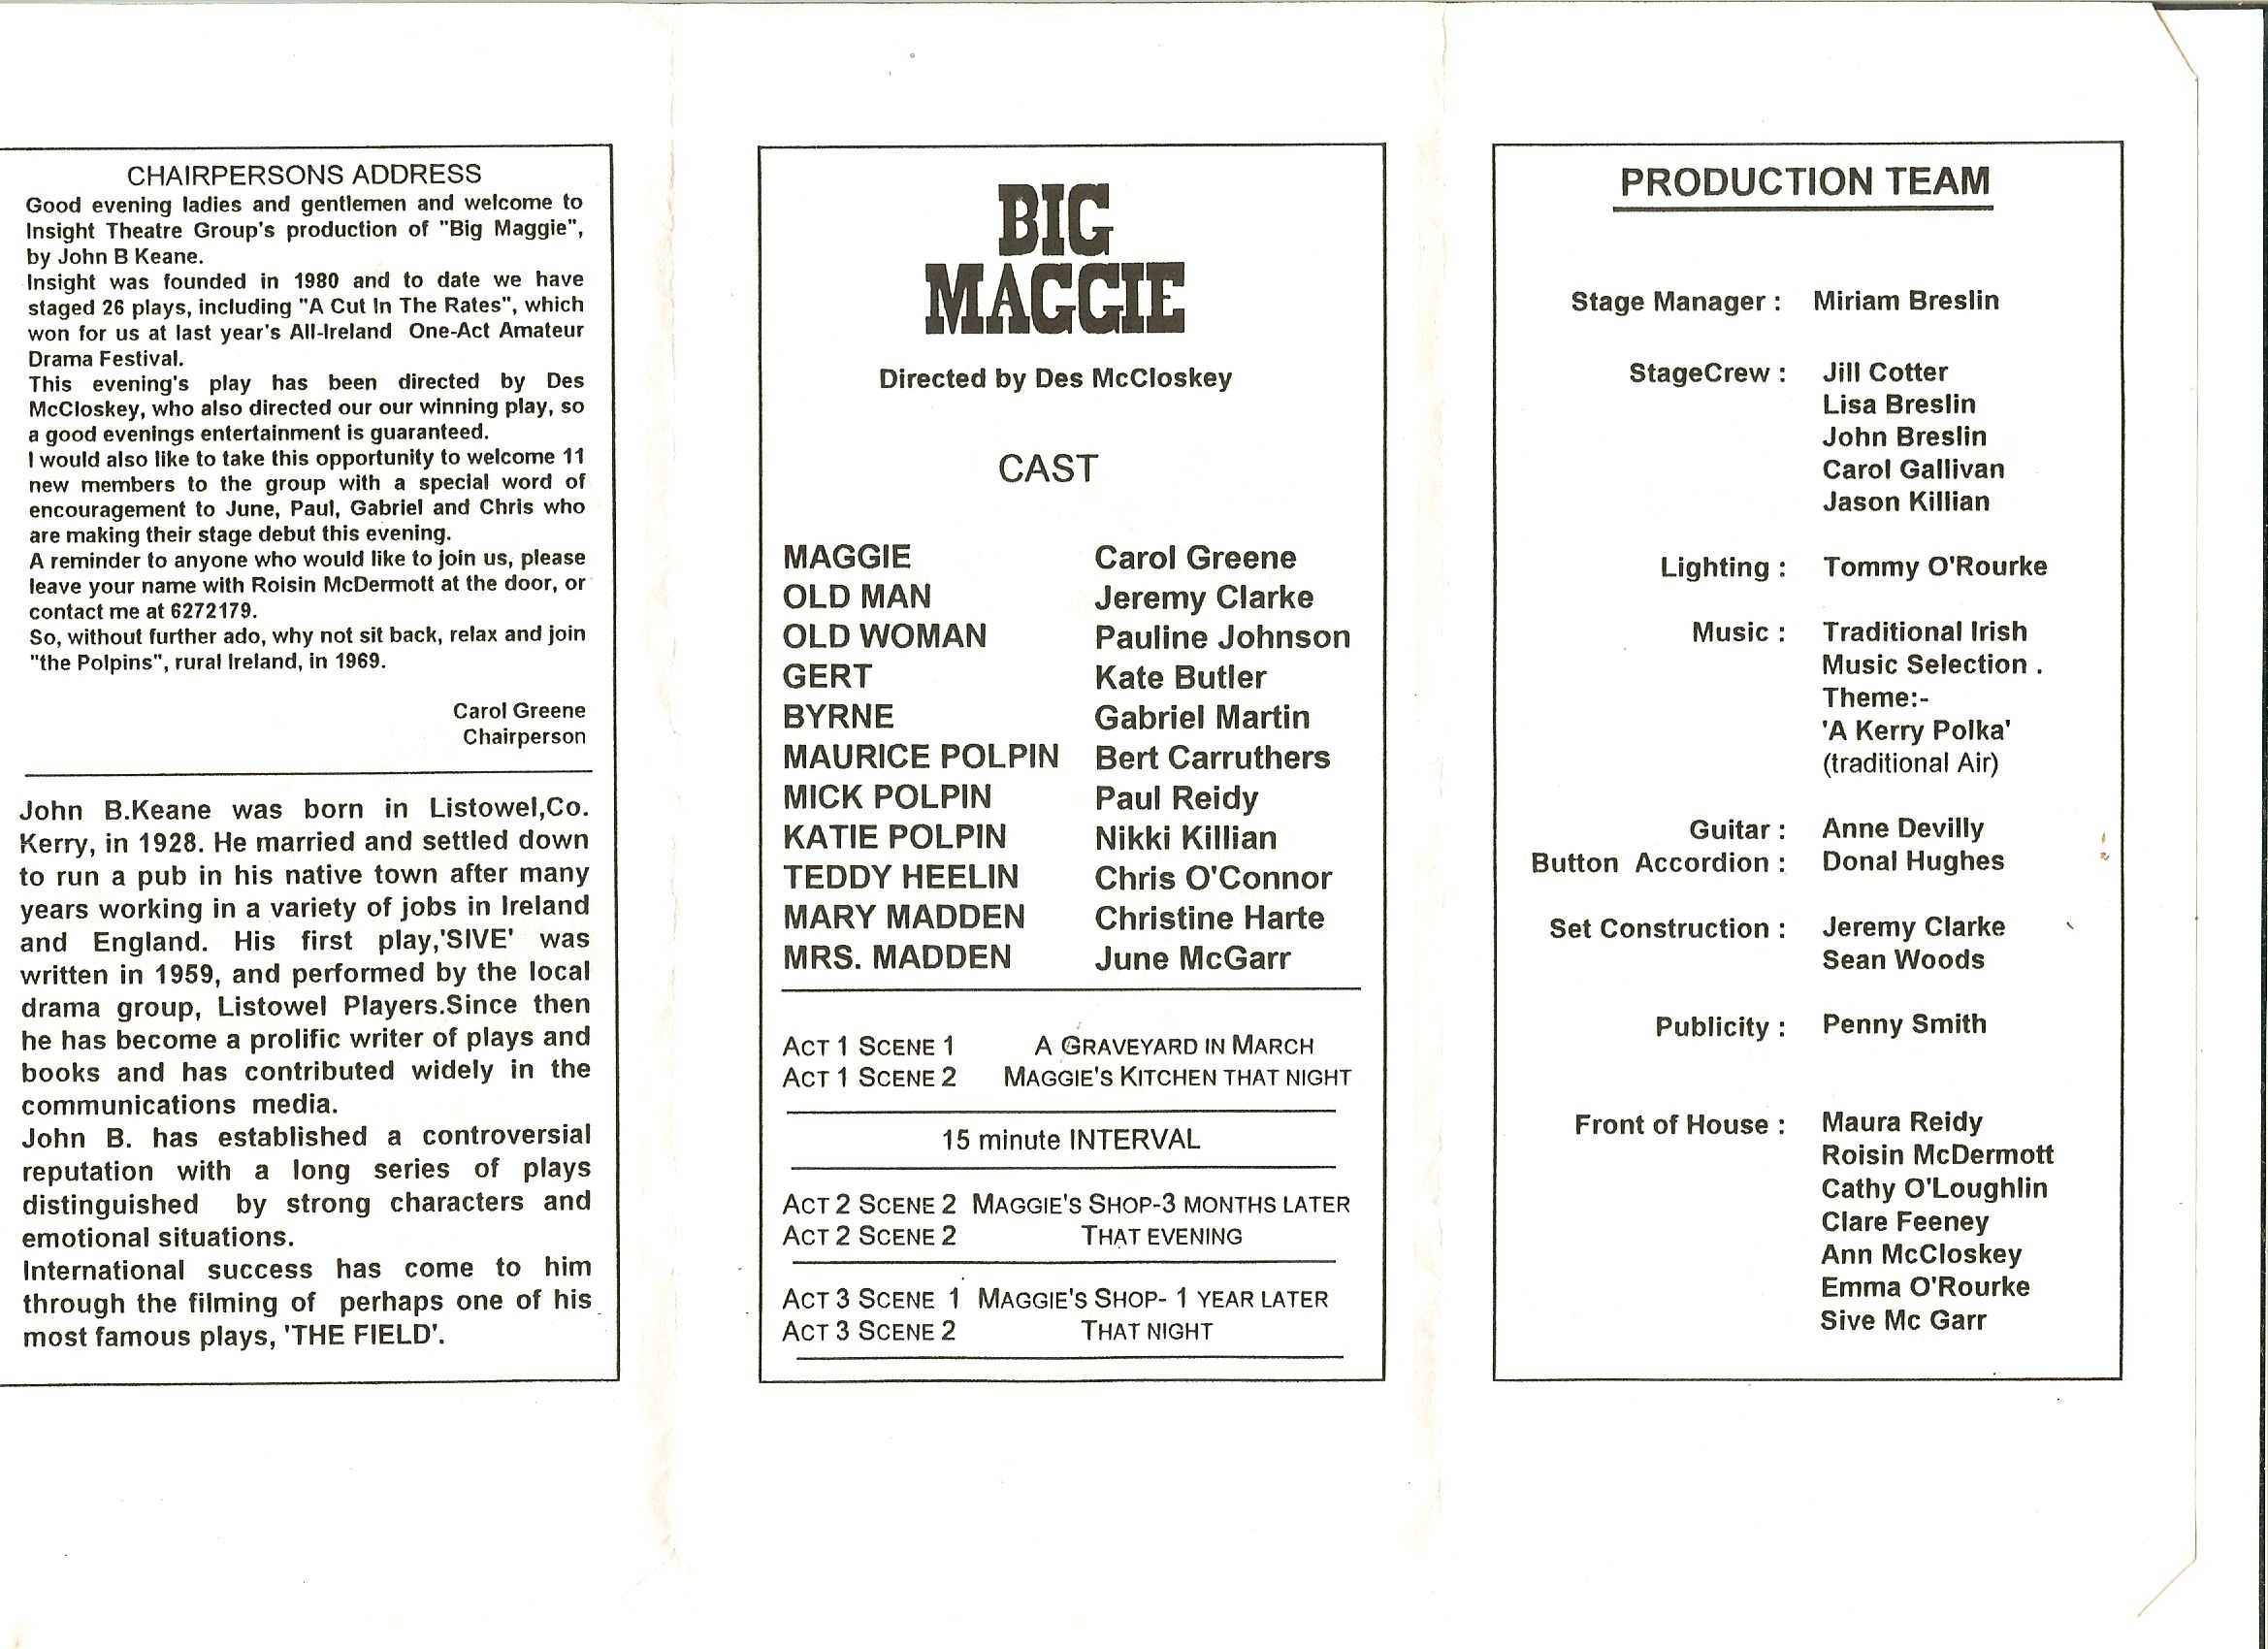 CHAIRPERSONS ADDRESS
Good evening ladies and gentlemen and welcome to
Insight Theatre Group's production of "Big Maggie",
by John B Keane.
Insight was founded in 1980 and to date we have
staged 26 plays, including "A Cut In The Rates", which
won for us at last year's All-Ireland One-Act Amateur
Drama Festival.
This evening's play has been directed by Des
McCloskey, who also directed our our winning play, so
a good evenings entertainment is guaranteed.
I would also like to take this opportunity to welcome 11
new members to the group with a special word of
encouragement to June, Paul, Gabriel and Chris who
are making their stage debut this evening.
A reminder to anyone who would like to join us, please
leave your name with Roisin McDermott at the door, or
contact me at 6272179.
So, without further ado, why not sit back, relax and join
"the Polpins", rural Ireland, in 1969.
Carol Greene
Chairperson
John B.Keane was born in Listowel,Co.
Kerry, in 1928. He married and settled down
to run a pub in his native town after many
years working in a variety of jobs in Ireland
and England. His first play,'SIVE' was
written in 1959, and performed by the local
drama group, Listowel Players.Since then
he has become a prolific writer of plays and
books and has contributed widely in the
communications media.
John B. has established a controversial
reputation with a long series of plays
distinguished by strong characters and
emotional situations.
International success has come to him
through the filming of perhaps one of his
most famous plays, 'THE FIELD'.
BIG
MAGGIE
Directed by Des McCloskey
CAST
MAGGIE Carol Greene
OLD MAN Jeremy Clarke
OLD WOMAN Pauline Johnson
GERT Kate Butler
BYRNE Gabriel Martin
MAURICE POLPIN Bert Carruthers
MICK POLPIN Paul Reidy
KATIE POLPIN Nikki Killian
TEDDY HEELIN Chris O'Connor
MARY MADDEN Christine Harte
MRS. MADDEN June McGarr
ACT 1 SCENE 1 A GRAVEYARD IN MARCH
ACT 1 SCENE 2 MAGGIE'S KITCHEN THAT NIGHT
15 minute INTERVAL
ACT 2 SCENE 2 MAGGIE'S SHOP-3 MONTHS LATER
ACT 2 SCENE 2 THAT EVENING
ACT 3 SCENE 1 MAGGIE'S SHOP- 1 YEAR LATER
ACT 3 SCENE 2 THAT NIGHT
PRODUCTION TEAM
Stage Manager : Miriam Breslin
StageCrew : Jill Cotter
Lisa Breslin
John Breslin
Carol Gallivan
Jason Killian
Lighting : Tommy O'Rourke
Music : Traditional Irish
Music Selection .
Theme:-
'A Kerry Polka'
(traditional Air)
Guitar : Anne Devilly
Button Accordion : Donal Hughes
Set Construction : Jeremy Clarke
Sean Woods
Publicity : Penny Smith
Front of House : Maura Reidy
Roisin McDermott
Cathy O'Loughlin
Clare Feeney
Ann McCloskey
Emma O'Rourke
Sive Mc Garr